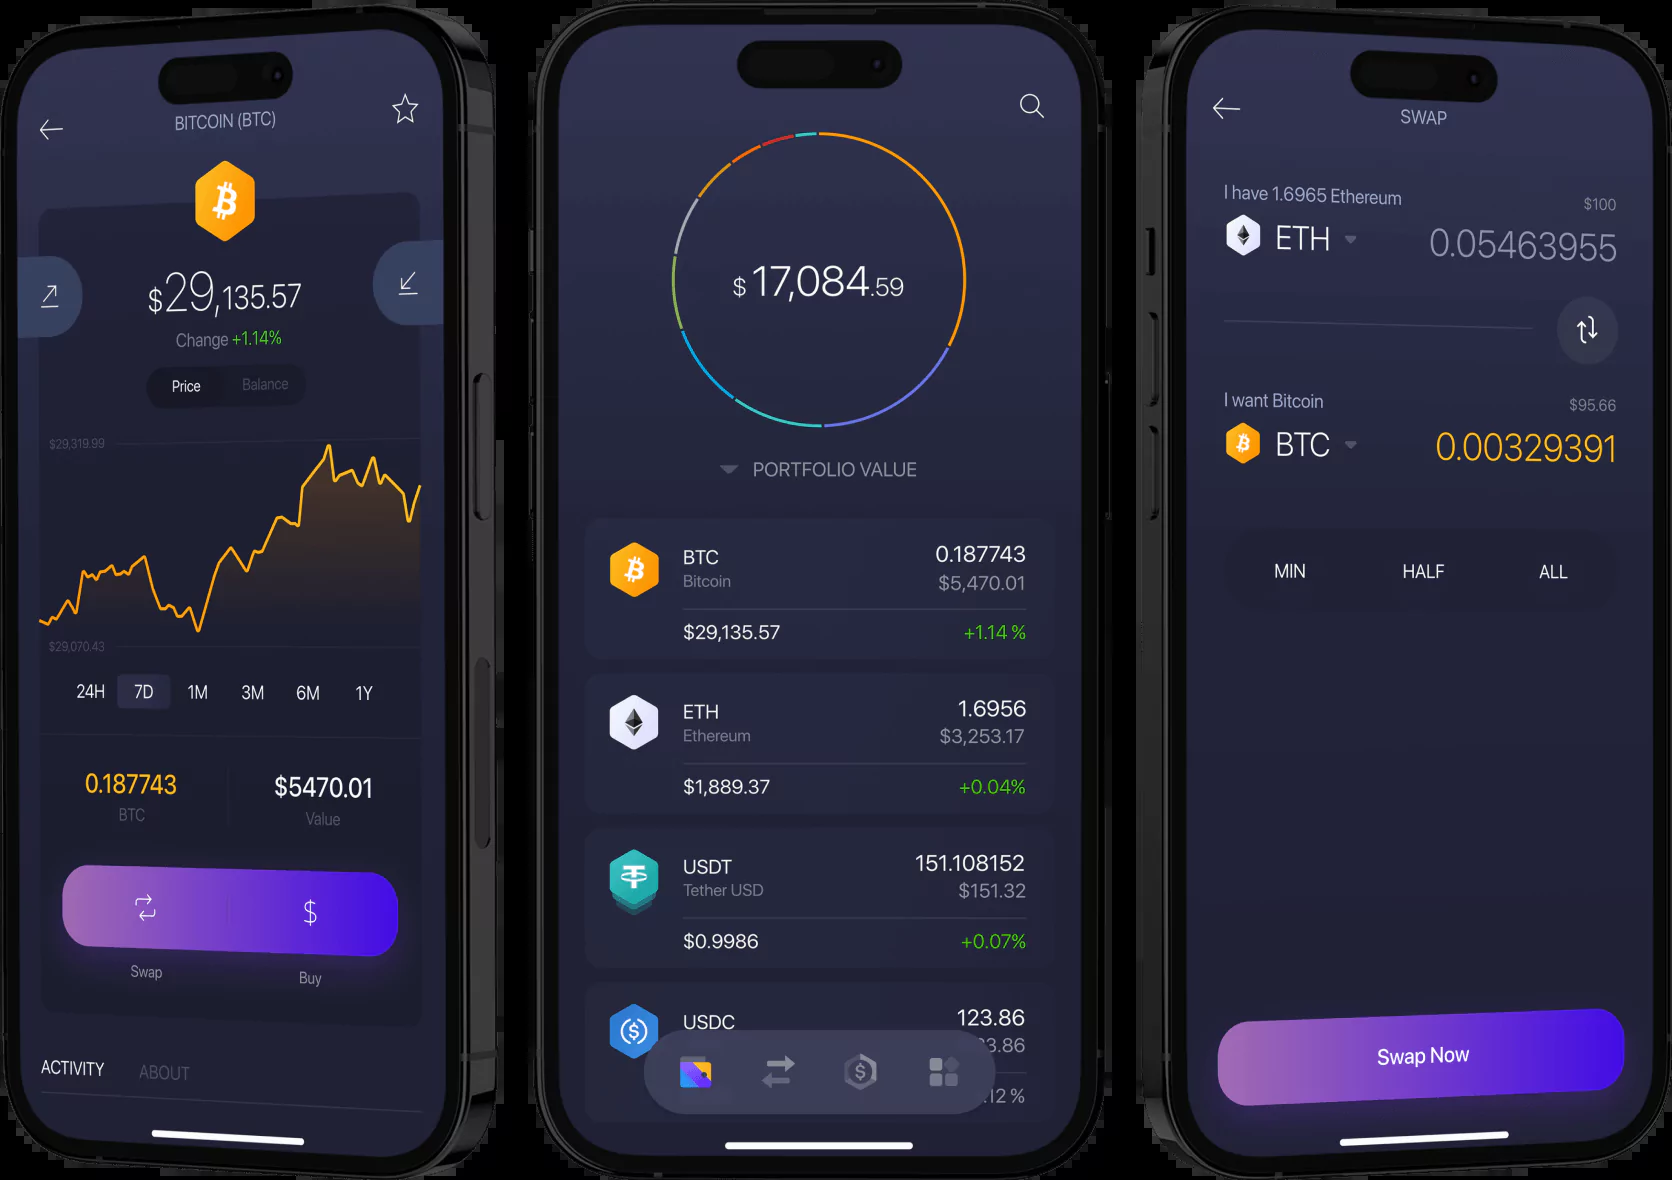 BITCOIN (BTC)
$29,135.57
Change +1.14%
Price Balance
$29,319.99
$29,070.43
24H 7D 1M 3M 6M 1Y
0.187743 $5470.01
BTC Value
$
Swap Buy
ACTIVITY ABOUT
$ 17,084.59
PORTFOLIO VALUE
BTC 0.187743
Bitcoin $5,470.01
$29,135.57 +1.14 %
ETH 1.6956
Ethereum $3,253.17
$1,889.37 +0.04%
USDT 151.108152
Tether USD $151.32
$0.9986 +0.07%
USDC 123.86
3.86
.12 %
SWAP
I have 1.6965 Ethereum
$100
ETH 0.05463955
I want Bitcoin $95.66
BTC 0.00329391
MIN HALF ALL
Swap Now